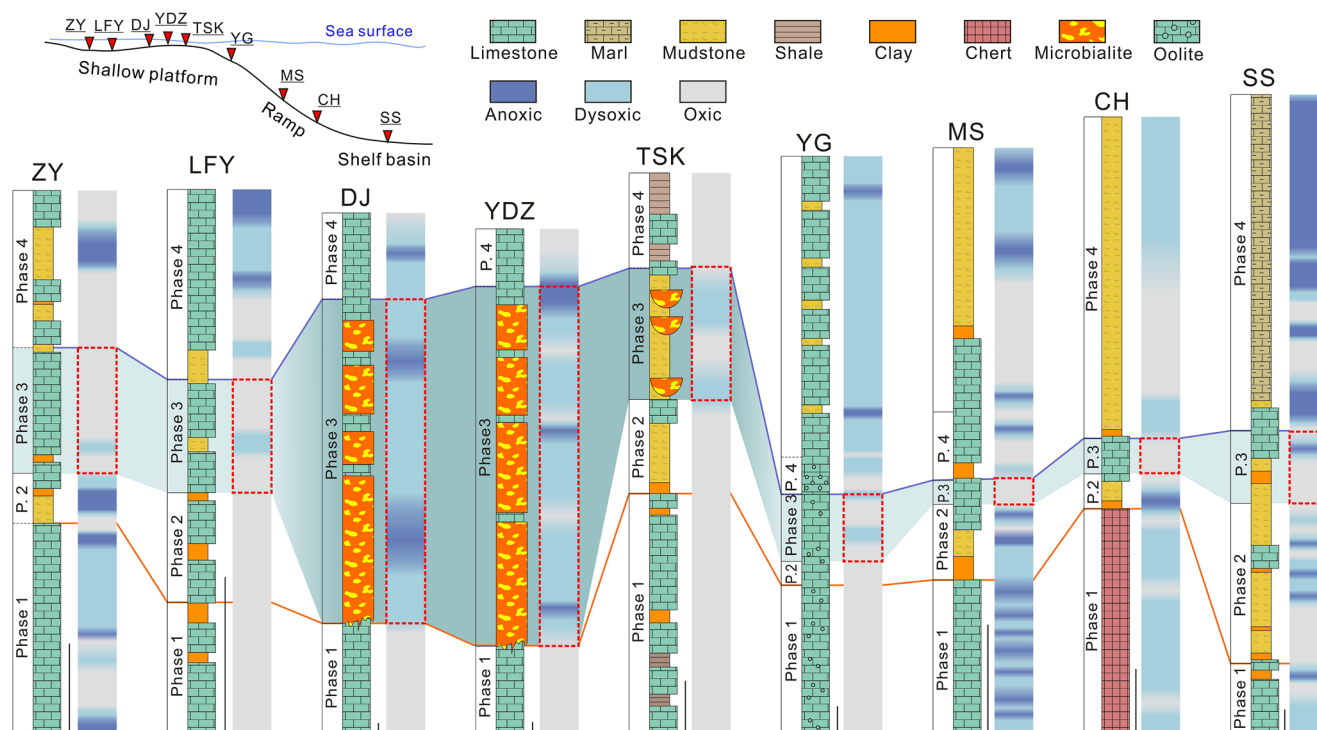 ZY LFY DJ YDZ TSK YG
Sea surface
Shallow platform
MS
CH
SS
Ramp
Shelf basin
Limestone Marl Mudstone Shale Clay Chert Microbialite Oolite
Anoxic Dysoxic Oxic
ZY
Phase 4
Phase 3
P. 2
Phase 1
LFY
Phase 4
Phase 3
Phase 2
Phase 1
DJ
Phase 4
Phase 3
Phase 1
YDZ
P. 4
Phase3
Phase 1
TSK
Phase 4
Phase 3
Phase 2
Phase 1
YG
P. 4
Phase 3
P.2
Phase 1
MS
P. 4
P.3
Phase 2
Phase 1
CH
Phase 4
P.3
P.2
Phase 1
SS
Phase 4
P.3
Phase 2
Phase 1